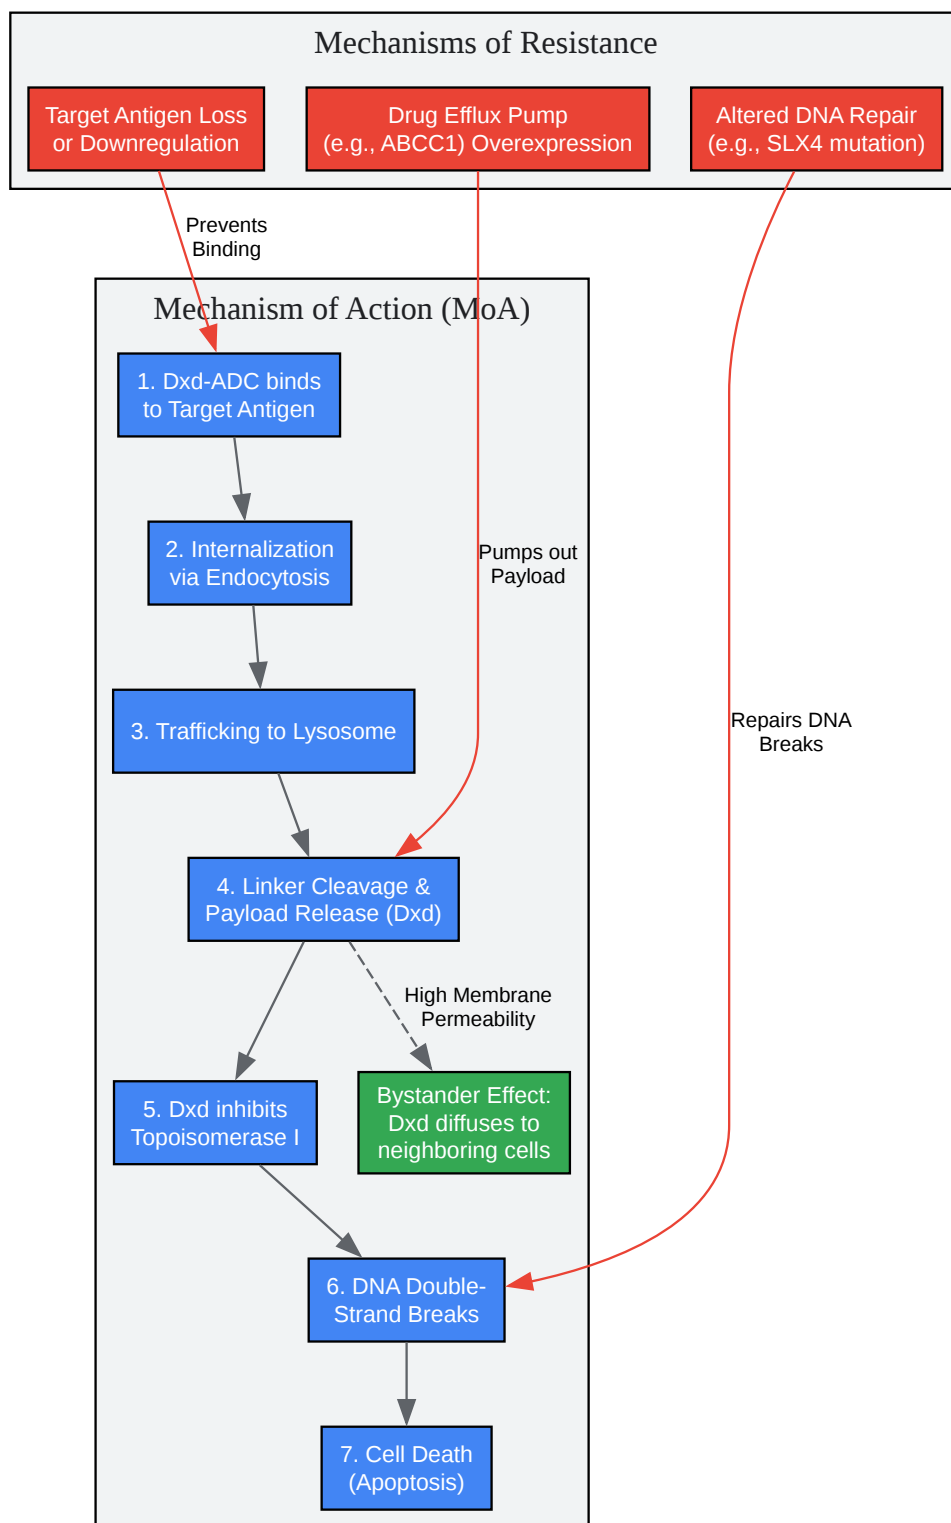 Mechanisms of Resistance
Target Antigen Loss
or Downregulation
Drug Efflux Pump
(e.g., ABCC1) Overexpression
Altered DNA Repair
(e.g., SLX4 mutation)
Prevents
Binding
Mechanism of Action (MoA)
1. Dxd-ADC binds
to Target Antigen
2. Internalization
via Endocytosis
Pumps out
Payload
3. Trafficking to Lysosome
Repairs DNA
Breaks
4. Linker Cleavage &
Payload Release (Dxd)
High Membrane
Permeability
5. Dxd inhibits
Topoisomerase I
Bystander Effect:
Dxd diffuses to
neighboring cells
6. DNA Double-
Strand Breaks
7. Cell Death
(Apoptosis)